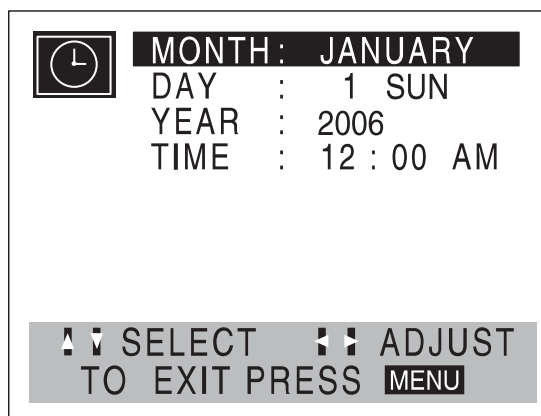 MONTH: JANUARY
DAY : 1 SUN
YEAR : 2006
TIME : 12 : 00 AM
▲ ▼ SELECT ◄ ► ADJUST
TO EXIT PRESS MENU